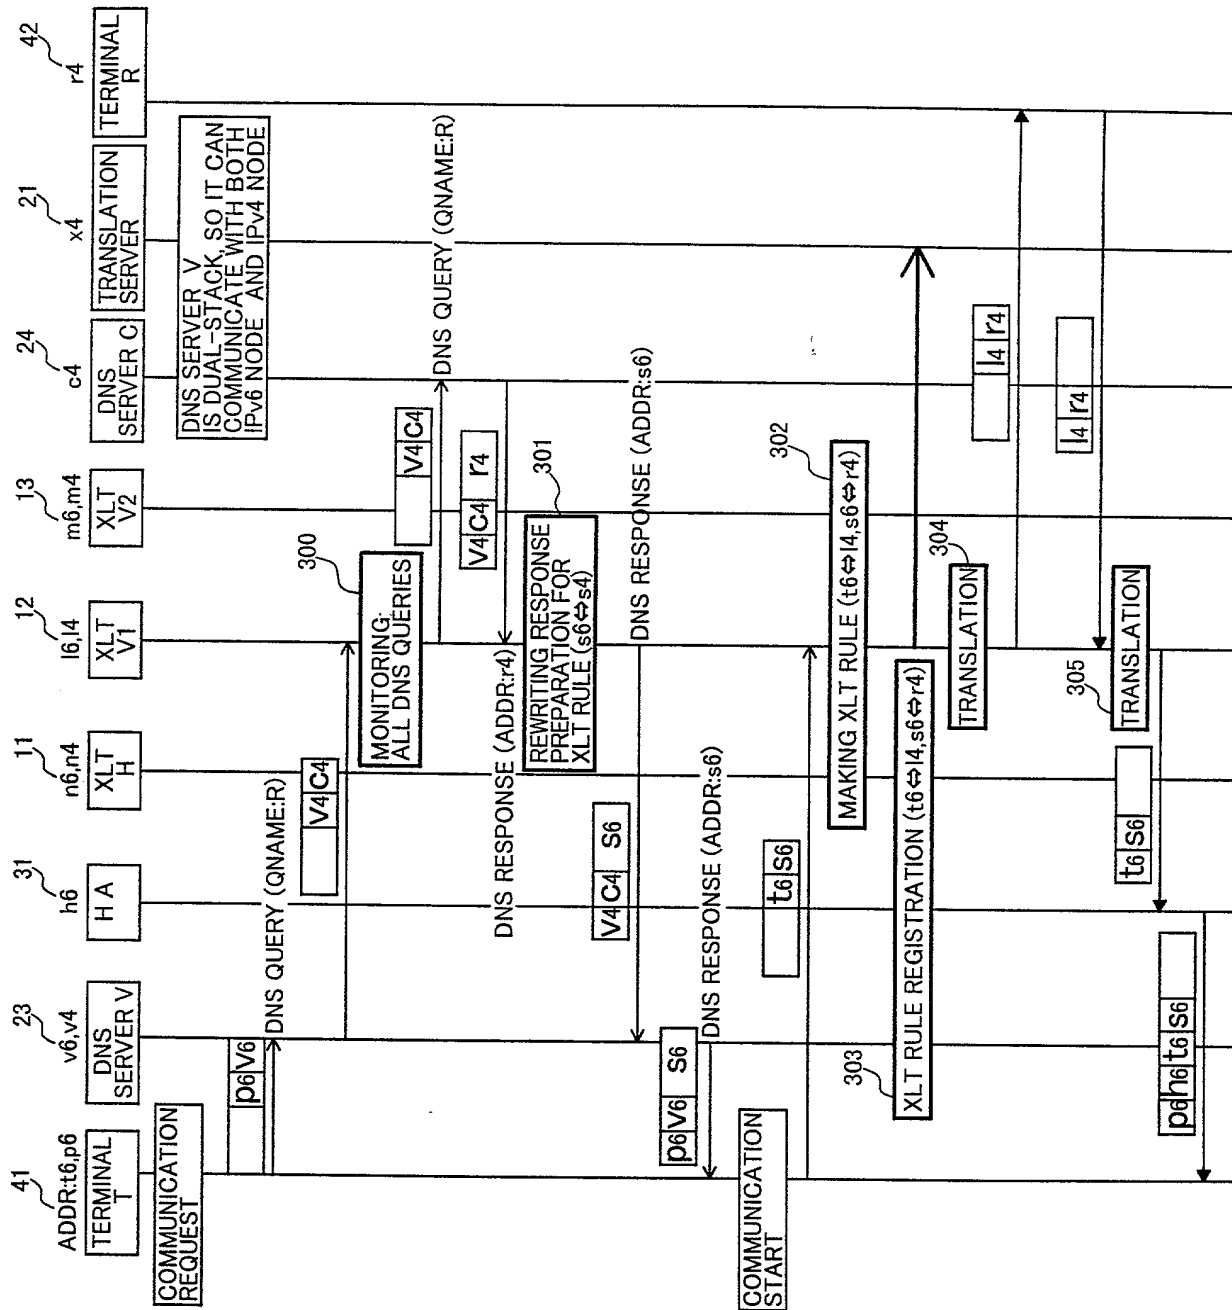 41
ADDR:t6,p6
TERMINAL
T
23
v6,v4
DNS
SERVER V
31
h6
H A
11
n6,n4
XLT
H
12
l6,l4
XLT
V1
13
m6,m4
XLT
V2
24
c4
DNS
SERVER C
21
x4
TRANSLATION
SERVER
42
r4
TERMINAL
R
COMMUNICATION
REQUEST
DNS SERVER V
IS DUAL-STACK, SO IT CAN
COMMUNICATE WITH BOTH
IPv6 NODE AND IPv4 NODE
p6 v6
DNS QUERY (QNAME:R)
v4 c4
300
MONITORING
ALL DNS QUERIES
v4 c4
DNS QUERY (QNAME:R)
v4 c4 r4
DNS RESPONSE (ADDR:r4)
301
REWRITING RESPONSE
PREPARATION FOR
XLT RULE (s6⇔s4)
v4 c4 s6
DNS RESPONSE (ADDR:s6)
p6 v6 s6
DNS RESPONSE (ADDR:s6)
COMMUNICATION
START
t6 s6
302
MAKING XLT RULE (t6⇔l4,s6⇔r4)
303
XLT RULE REGISTRATION (t6⇔l4,s6⇔r4)
304
TRANSLATION
l4 r4
l4 r4
305
TRANSLATION
t6 s6
p6 h6 t6 s6